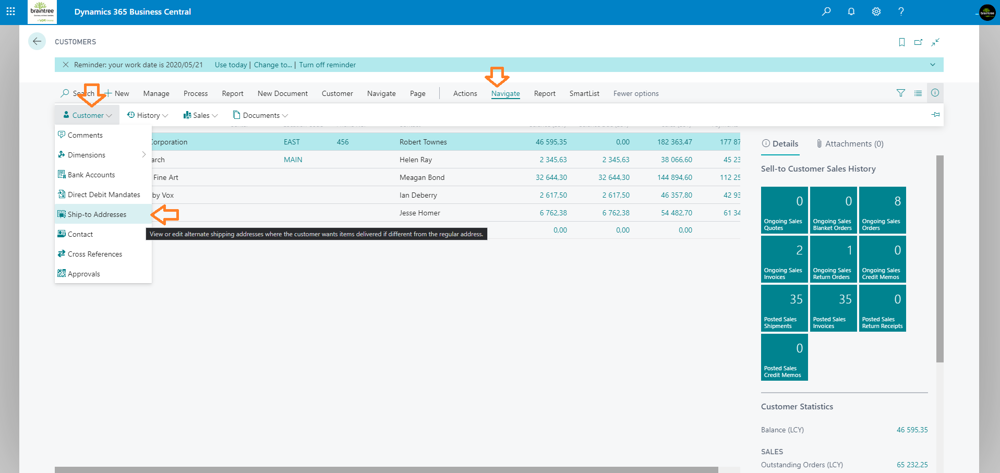 braintree
Dynamics 365 Business Central
braintree
CUSTOMERS
Reminder: your work date is 2020/05/21 Use today | Change to... | Turn off reminder
Search New Manage Process Report New Document Customer Navigate Page Actions Navigate Report SmartList Fewer options
Customer History Sales Documents
Comments
Dimensions
Bank Accounts
Direct Debit Mandates
Ship-to Addresses
Contact
Cross References
Approvals
Corporation EAST 456 Robert Townes 46 595,35 0,00 182 363,47 177 87
arch MAIN Helen Ray 2 345,63 2 345,63 38 066,60 45 23
Fine Art Meagan Bond 32 644,30 32 644,30 144 894,60 112 25
by Vox Ian Deberry 2 617,50 2 617,50 46 357,80 42 93
Jesse Homer 6 762,38 6 762,38 54 482,70 61 34
0,00 0,00 0,00
View or edit alternate shipping addresses where the customer wants items delivered if different from the regular address.
Details Attachments (0)
Sell-to Customer Sales History
0
Ongoing Sales
Quotes
0
Ongoing Sales
Blanket Orders
8
Ongoing Sales
Orders
2
Ongoing Sales
Invoices
1
Ongoing Sales
Return Orders
0
Ongoing Sales
Credit Memos
35
Posted Sales
Shipments
35
Posted Sales
Invoices
0
Posted Sales
Return Receipts
0
Posted Sales
Credit Memos
Customer Statistics
Balance (LCY) 46 595,35
SALES
Outstanding Orders (LCY) 65 232,25